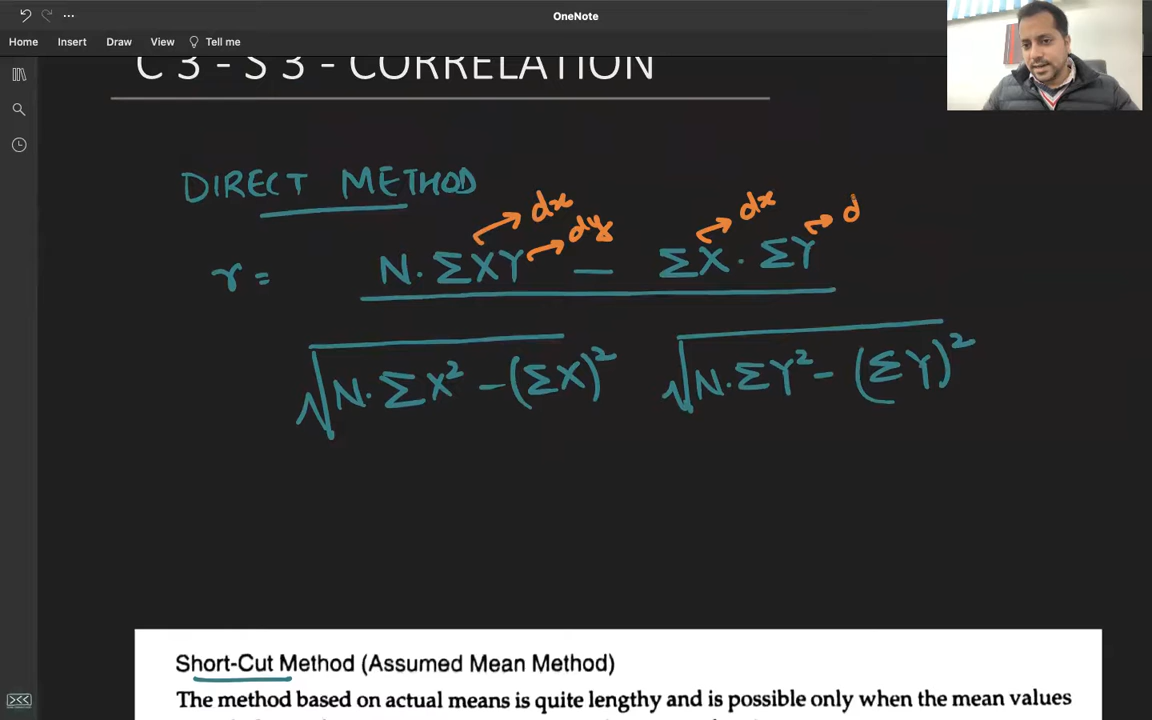 OneNote
Home Insert Draw View Tell me
C 3 - S 3 - CORRELATION
DIRECT METHOD
dx dy dx d
r = N. ΣXY - ΣX . ΣY
√N. ΣX² - (ΣX)² √N. ΣY² - (ΣY)²
Short-Cut Method (Assumed Mean Method)
The method based on actual means is quite lengthy and is possible only when the mean values